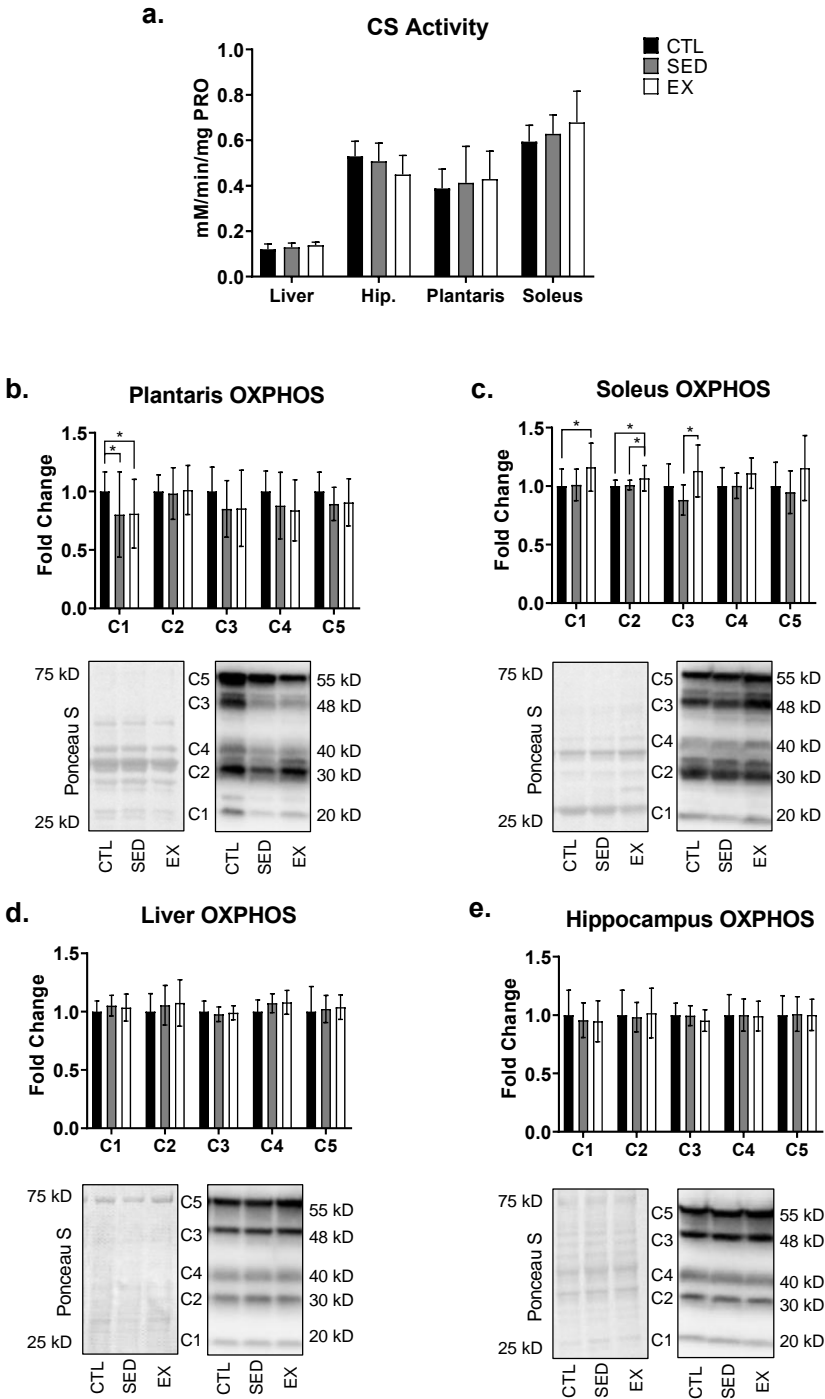 a.
CS Activity
CTL
SED
EX
mM/min/mg PRO
1.0
0.8
0.6
0.4
0.2
0.0
Liver Hip. Plantaris Soleus
b.
Plantaris OXPHOS
Fold Change
1.5
1.0
0.5
0.0
*
*
C1 C2 C3 C4 C5
Ponceau S
75 kD
25 kD
C5 55 kD
C3 48 kD
C4 40 kD
C2 30 kD
C1 20 kD
CTL SED EX CTL SED EX
c.
Soleus OXPHOS
Fold Change
1.5
1.0
0.5
0.0
* * *
*
C1 C2 C3 C4 C5
Ponceau S
75 kD
25 kD
C5 55 kD
C3 48 kD
C4 40 kD
C2 30 kD
C1 20 kD
CTL SED EX CTL SED EX
d.
Liver OXPHOS
Fold Change
1.5
1.0
0.5
0.0
C1 C2 C3 C4 C5
Ponceau S
75 kD
25 kD
C5 55 kD
C3 48 kD
C4 40 kD
C2 30 kD
C1 20 kD
CTL SED EX CTL SED EX
e.
Hippocampus OXPHOS
Fold Change
1.5
1.0
0.5
0.0
C1 C2 C3 C4 C5
Ponceau S
75 kD
25 kD
C5 55 kD
C3 48 kD
C4 40 kD
C2 30 kD
C1 20 kD
CTL SED EX CTL SED EX